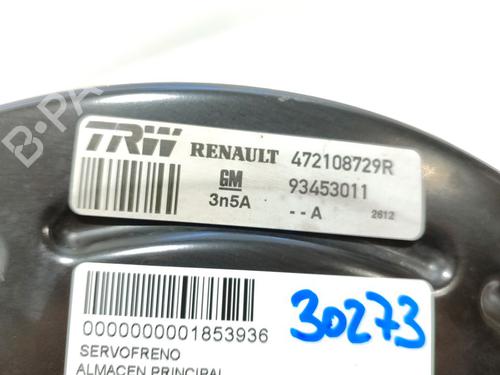 TRW RENAULT 472108729R
GM 93453011
3n5A --A 2612
0000000001853936
30273
SERVOFRENO
ALMACEN PRINCIPAL
B-PA